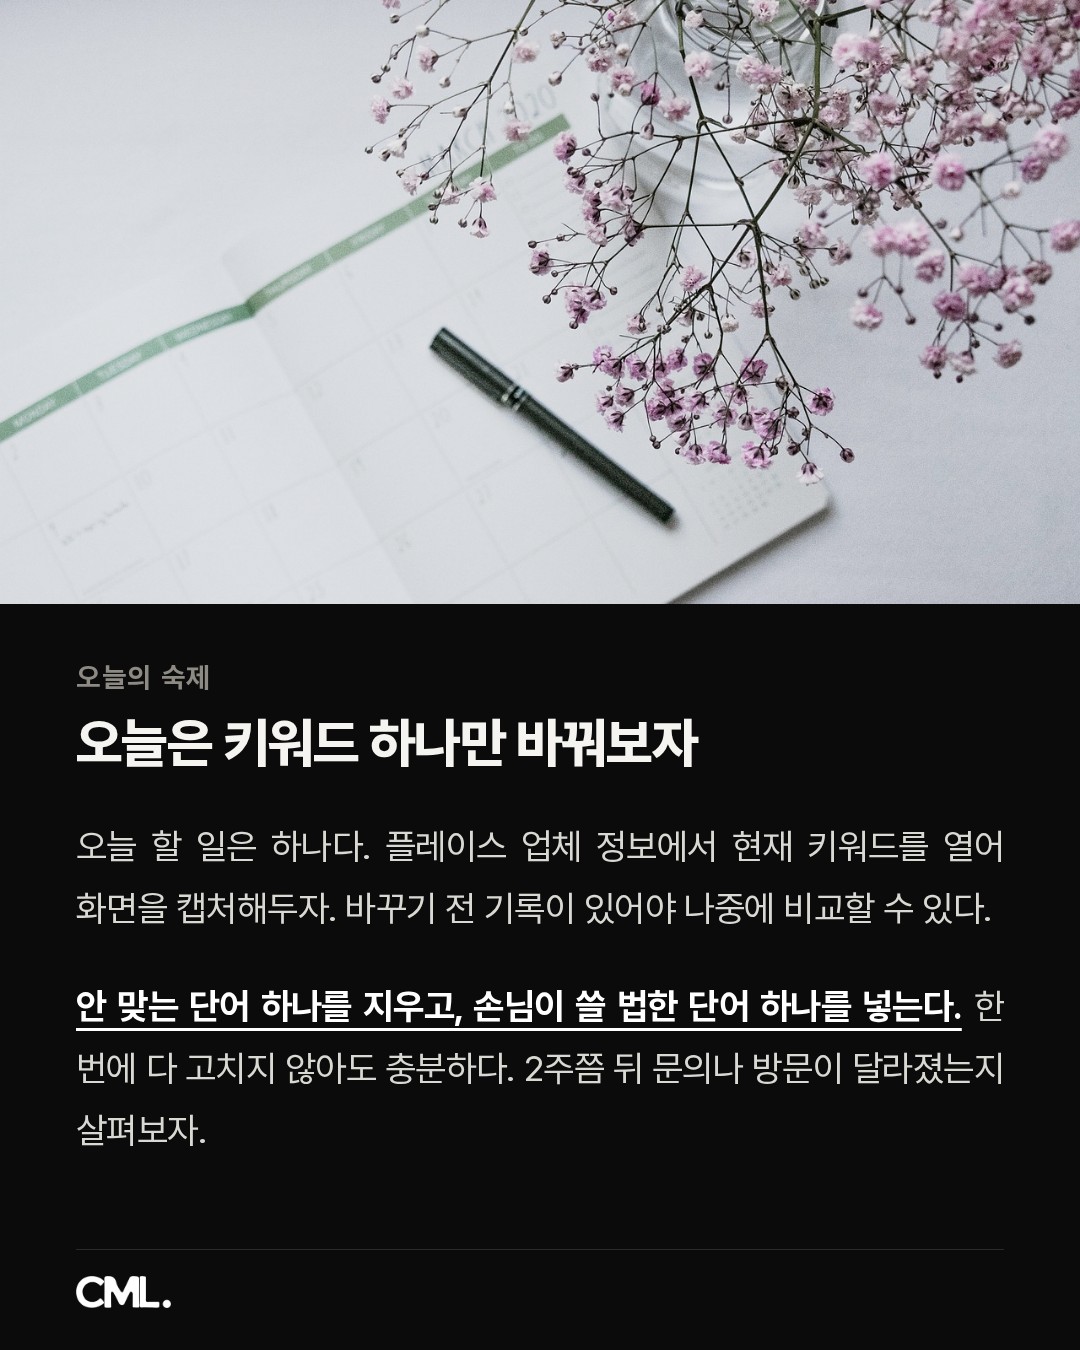 2020
MONDAY
TUESDAY
WEDNESDAY
THURSDAY
FRIDAY
오늘의 숙제
오늘은 키워드 하나만 바꿔보자
오늘 할 일은 하나다. 플레이스 업체 정보에서 현재 키워드를 열어
화면을 캡처해두자. 바꾸기 전 기록이 있어야 나중에 비교할 수 있다.
안 맞는 단어 하나를 지우고, 손님이 쓸 법한 단어 하나를 넣는다. 한
번에 다 고치지 않아도 충분하다. 2주쯤 뒤 문의나 방문이 달라졌는지
살펴보자.
CML.